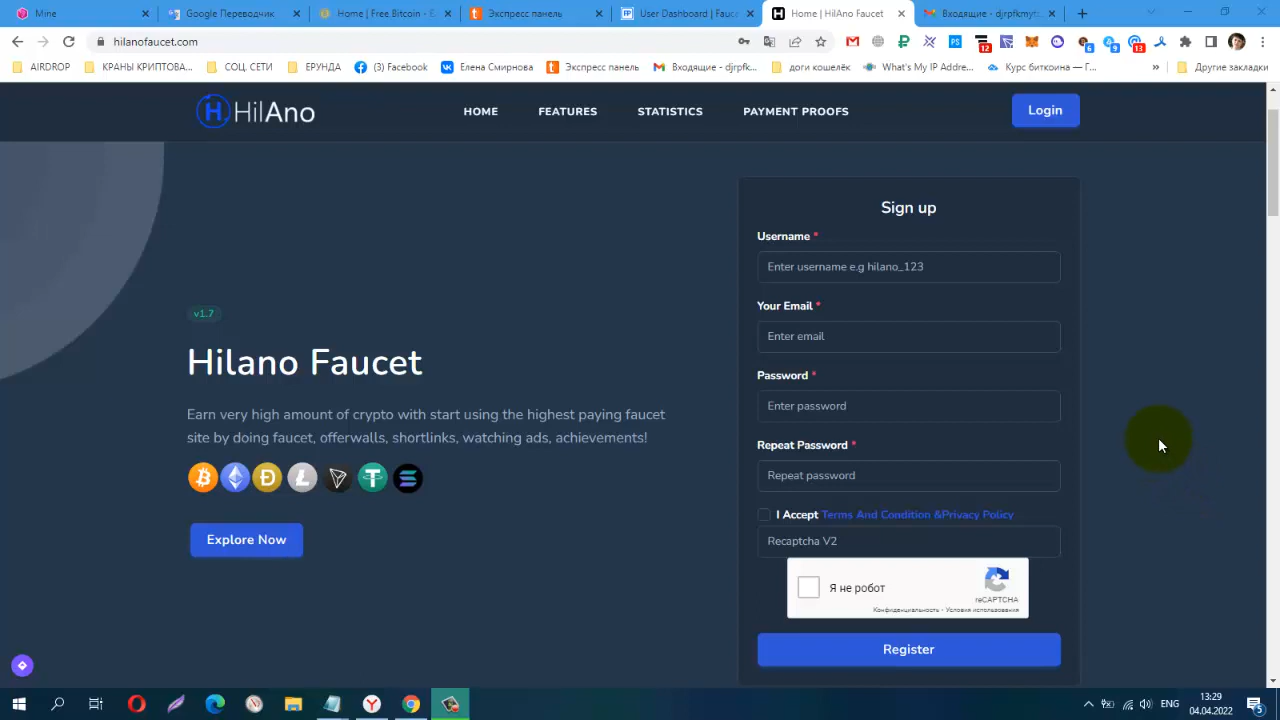 Mine
Google Переводчик
Home | Free Bitcoin - E
Экспресс панель
User Dashboard | Fauce
Home | HilAno Faucet
Входящие - djrpfkmyt
hilanofaucet.com
12
6
9
13
AIRDROP
КРАНЫ КРИПТОВА...
СОЦ. СЕТИ
ЕРУНДА
(3) Facebook
Елена Смирнова
Экспресс панель
Входящие - djrpfk...
доги кошелёк
What's My IP Addre...
Курс биткоина — Г...
»
Другие закладки
HilAno
HOME
FEATURES
STATISTICS
PAYMENT PROOFS
Login
Sign up
Username *
Enter username e.g hilano_123
Your Email *
Enter email
Password *
Enter password
Repeat Password *
Repeat password
I Accept Terms And Condition &Privacy Policy
Recaptcha V2
Я не робот
reCAPTCHA
Конфиденциальность - Условия использования
Register
v1.7
Hilano Faucet
Earn very high amount of crypto with start using the highest paying faucet
site by doing faucet, offerwalls, shortlinks, watching ads, achievements!
Explore Now
ENG
13:29
04.04.2022
5